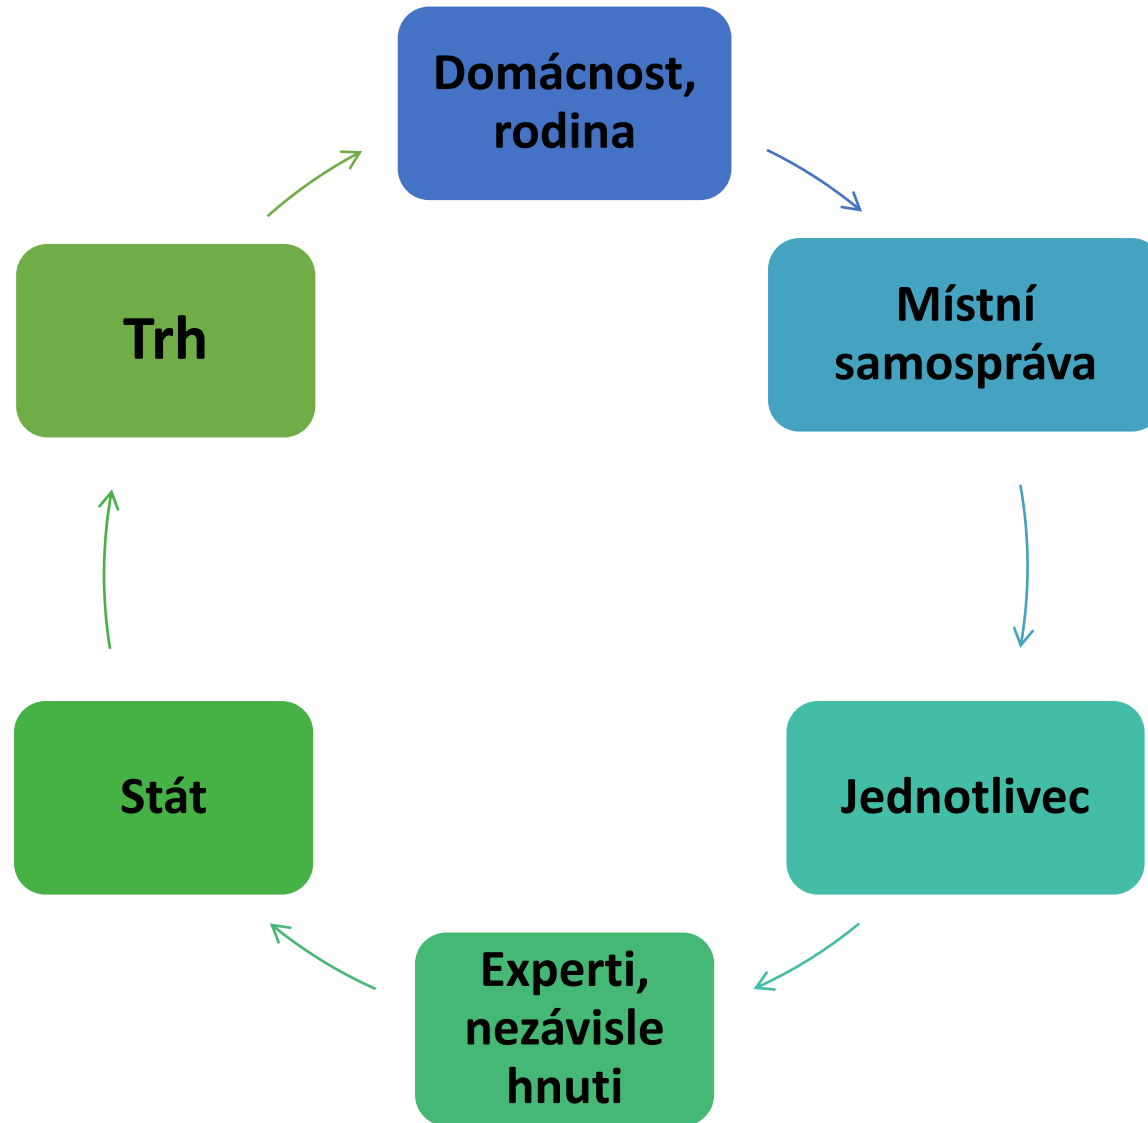 Domácnost,
rodina
Místní
samospráva
Jednotlivec
Experti,
nezávisle
hnuti
Stát
Trh